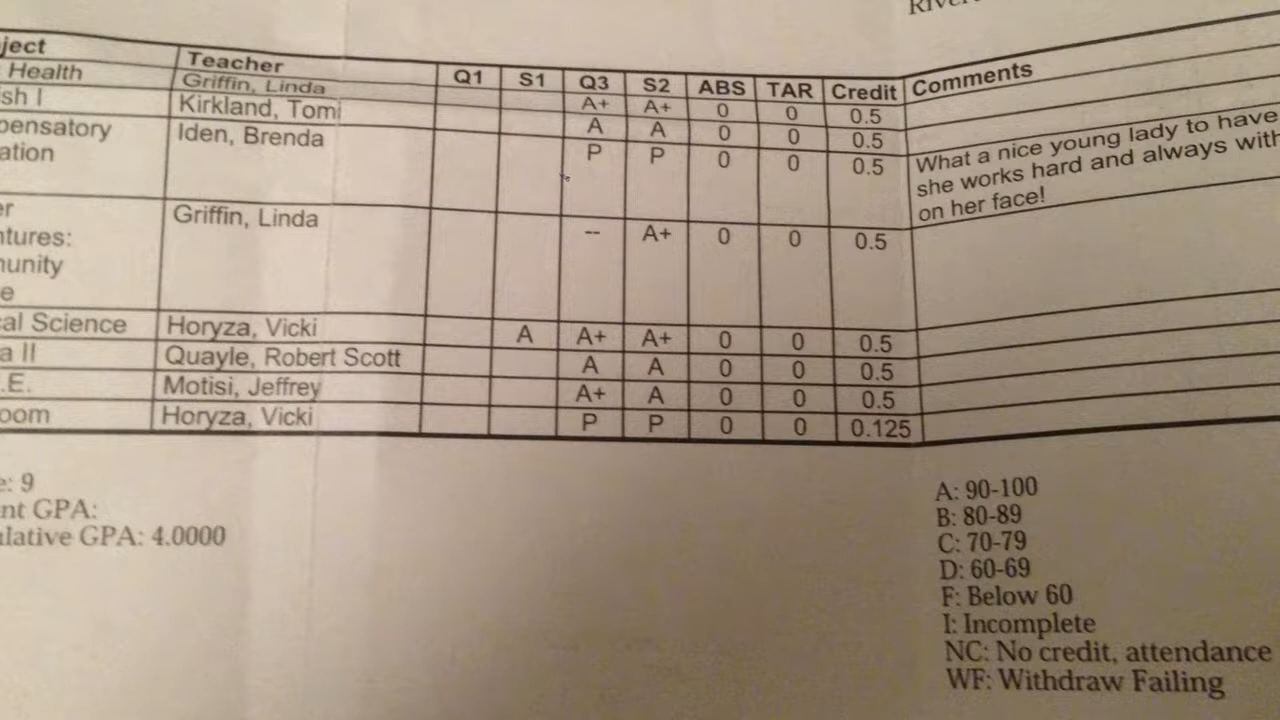 ject Teacher Q1 S1 Q3 S2 ABS TAR Credit Comments
Health Griffin, Linda A+ A+ 0 0 0.5
sh I Kirkland, Tomi A A 0 0 0.5
pensatory Iden, Brenda P P 0 0 0.5 What a nice young lady to have
ation she works hard and always with
on her face!
er Griffin, Linda -- A+ 0 0 0.5
ntures:
nunity
e
cal Science Horyza, Vicki A A+ A+ 0 0 0.5
a II Quayle, Robert Scott A A 0 0 0.5
.E. Motisi, Jeffrey A+ A 0 0 0.5
oom Horyza, Vicki P P 0 0 0.125
e: 9
nt GPA:
ulative GPA: 4.0000
A: 90-100
B: 80-89
C: 70-79
D: 60-69
F: Below 60
I: Incomplete
NC: No credit, attendance
WF: Withdraw Failing